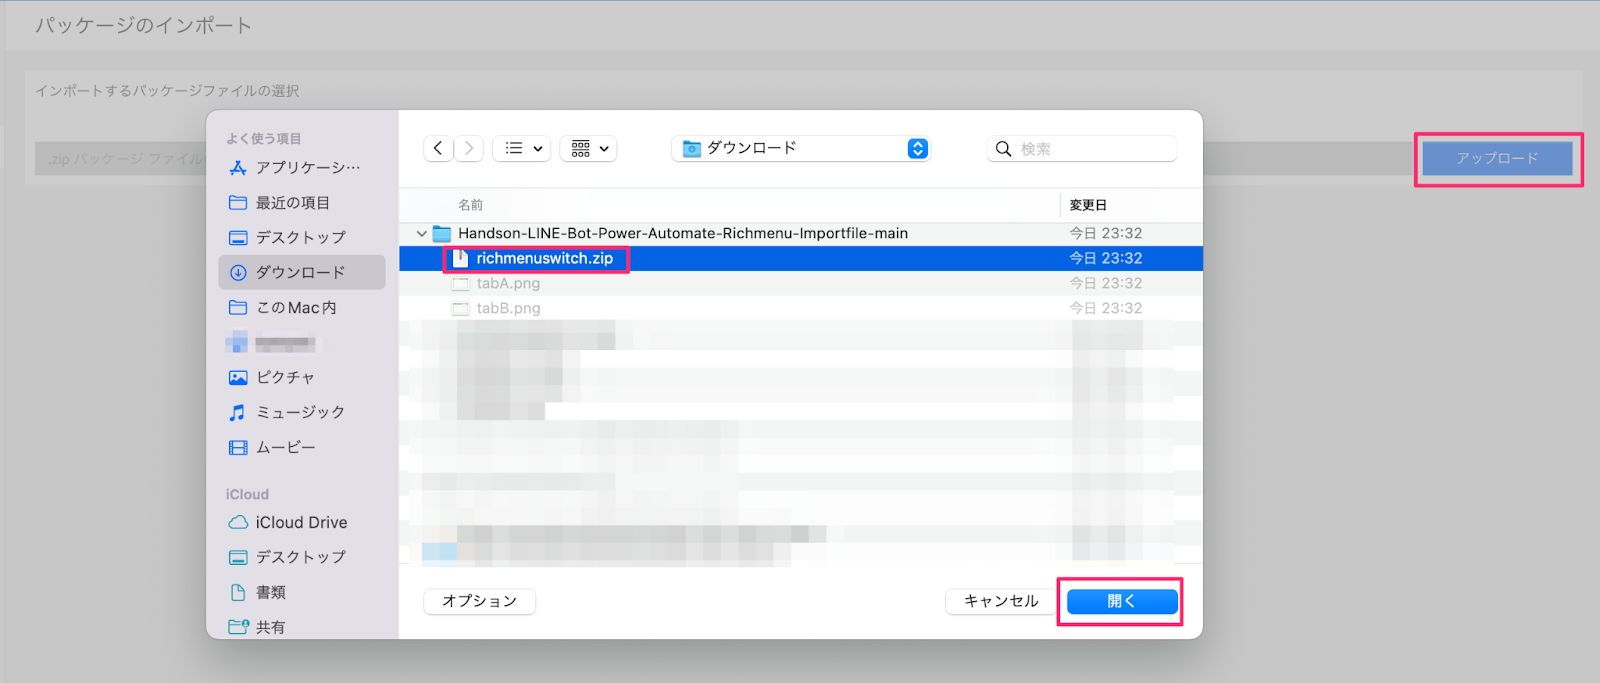 パッケージのインポート
インポートするパッケージファイルの選択
.zip パッケージ ファイル
アップロード
よく使う項目
アプリケーシ…
最近の項目
デスクトップ
ダウンロード
このMac内
ピクチャ
ミュージック
ムービー
iCloud
iCloud Drive
デスクトップ
書類
共有
ダウンロード
検索
名前 変更日
Handson-LINE-Bot-Power-Automate-Richmenu-Importfile-main 今日 23:32
richmenuswitch.zip 今日 23:32
tabA.png 今日 23:32
tabB.png 今日 23:32
オプション キャンセル 開く